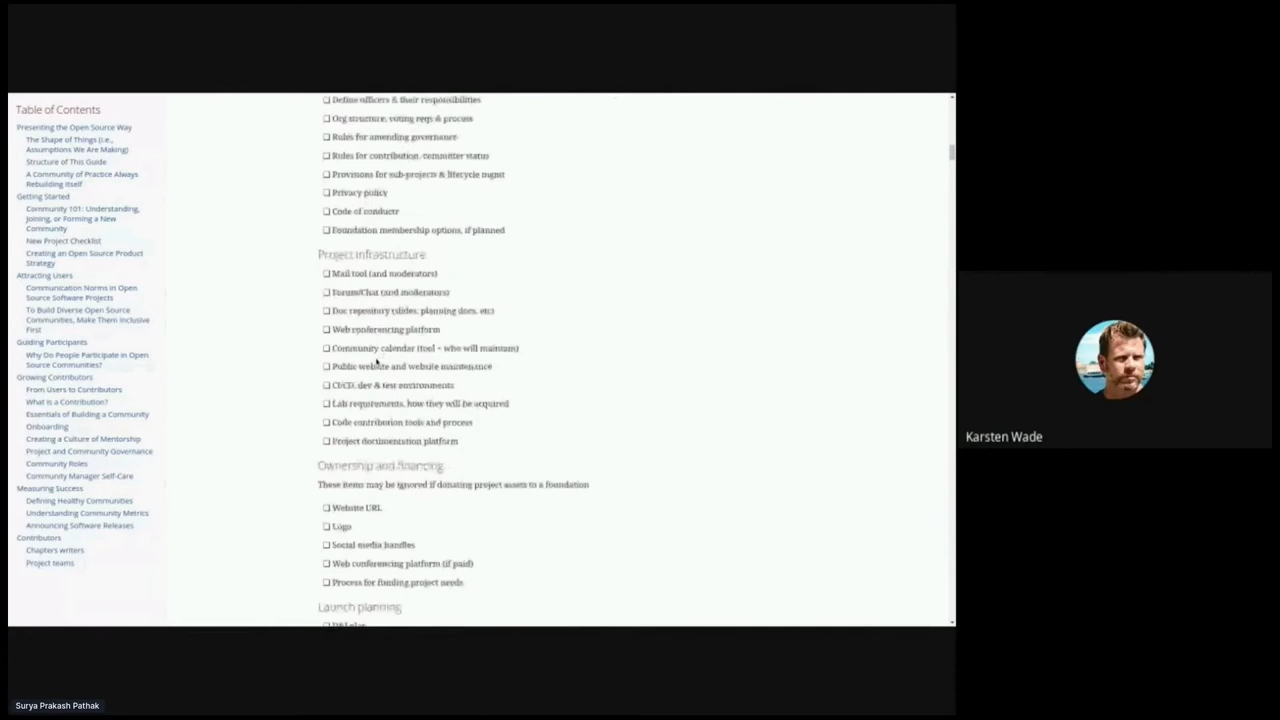 Table of Contents
Presenting the Open Source Way
The Shape of Things (i.e.,
Assumptions We Are Making)
Structure of This Guide
A Community of Practice Always
Rebuilding Itself
Getting Started
Community 101: Understanding,
Joining, or Forming a New
Community
New Project Checklist
Creating an Open Source Product
Strategy
Attracting Users
Communication Norms in Open
Source Software Projects
To Build Diverse Open Source
Communities, Make Them Inclusive
First
Guiding Participants
Why Do People Participate in Open
Source Communities?
Growing Contributors
From Users to Contributors
What is a Contribution?
Essentials of Building a Community
Onboarding
Creating a Culture of Mentorship
Project and Community Governance
Community Roles
Community Manager Self-Care
Measuring Success
Defining Healthy Communities
Understanding Community Metrics
Announcing Software Releases
Contributors
Chapters writers
Project teams
❏ Define officers & their responsibilities
❏ Org structure, voting reqs & process
❏ Rules for amending governance
❏ Rules for contribution, committer status
❏ Provisions for sub-projects & lifecycle mgmt
❏ Privacy policy
❏ Code of conductr
❏ Foundation membership options, if planned
Project infrastructure
❏ Mail tool (and moderators)
❏ Forum/Chat (and moderators)
❏ Doc repository (slides, planning docs, etc)
❏ Web conferencing platform
❏ Community calendar (tool + who will maintain)
❏ Public website and website maintenance
❏ CI/CD, dev & test environments
❏ Lab requirements, how they will be acquired
❏ Code contribution tools and process
❏ Project documentation platform
Ownership and financing
These items may be ignored if donating project assets to a foundation
❏ Website URL
❏ Logo
❏ Social media handles
❏ Web conferencing platform (if paid)
❏ Process for funding project needs
Launch planning
Karsten Wade
Surya Prakash Pathak